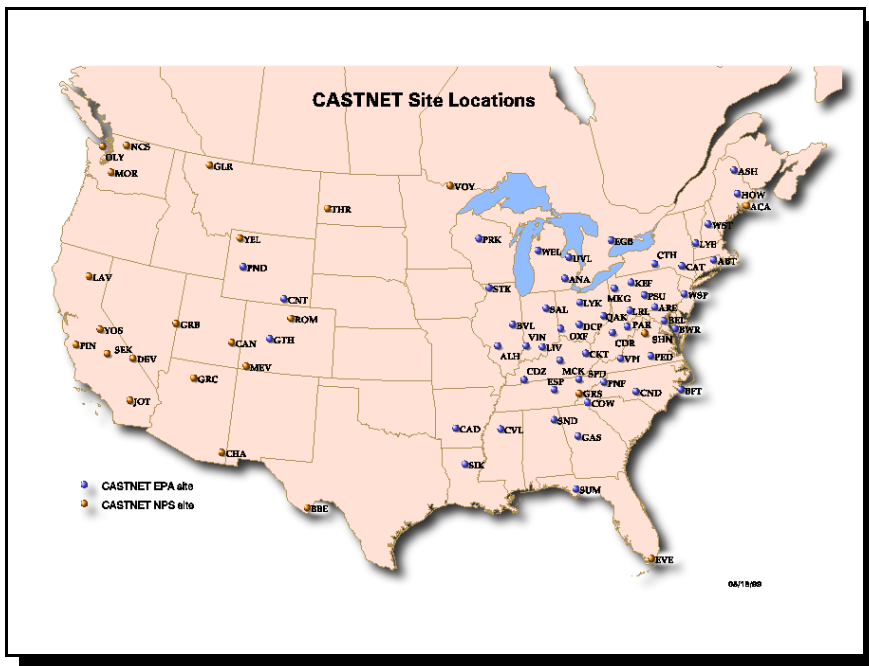 CASTNET Site Locations
NCS
OLY
MOR
GLR
VOY
THR
ASH
HOW
ACA
WST
YEL
PRK
EGB
LYE
WEL
UVL
CTH
ABT
CAT
PND
LAV
ANA
KEF
STK
MKG
PSU
WSP
CNT
LYK
SAL
ARE
LRL
ROM
QAK
BEL
GRB
BVL
DCP
PAR
BWR
YOS
OXF
VIN
SHN
GTH
CAN
CDR
PIN
SEK
LIV
ALH
CKT
VPI
PED
DEV
MEV
CDZ
MCK
SPD
GRC
ESP
PNF
GRS
CND
BFT
JOT
COW
SND
CAD
CVL
GAS
CHA
SIK
CASTNET EPA site
SUM
CASTNET NPS site
BBE
EVE